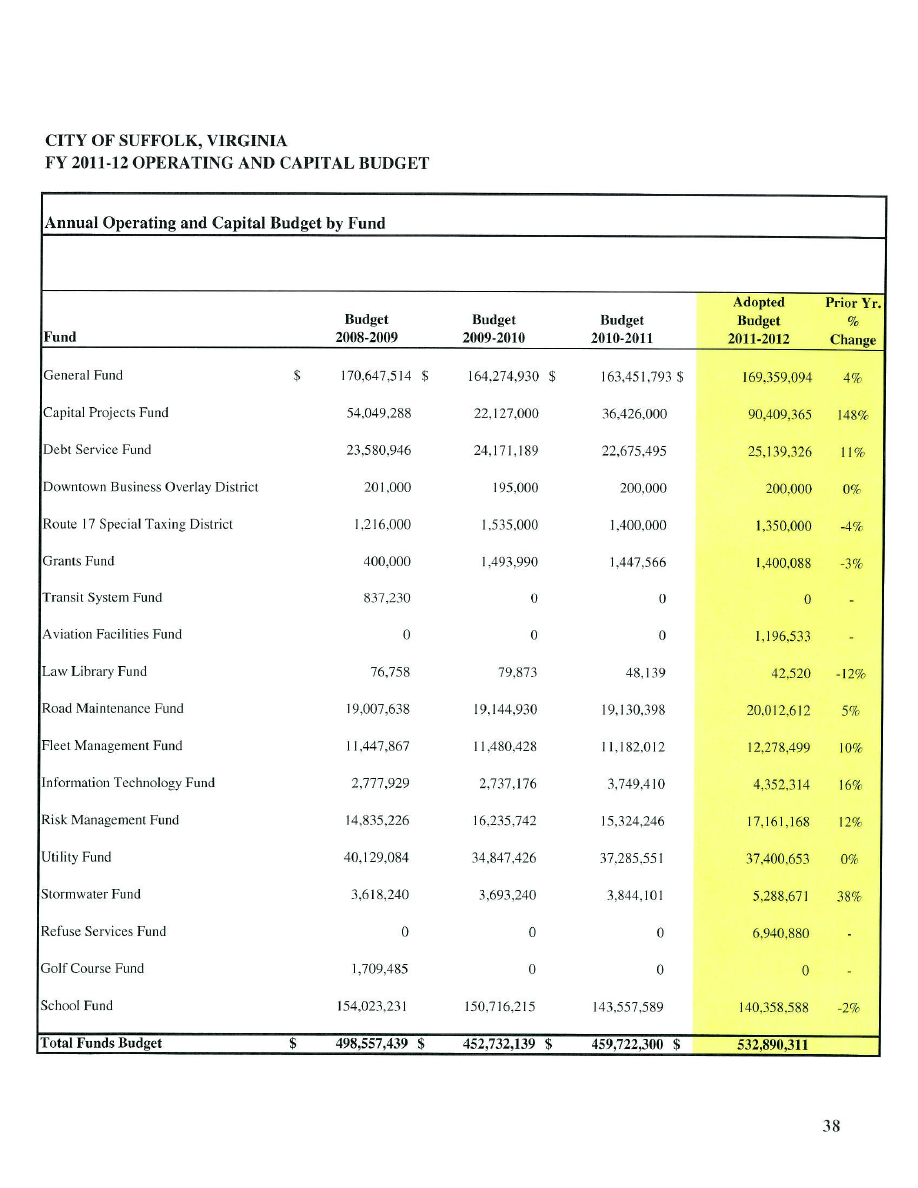 CITY OF SUFFOLK, VIRGINIA
FY 2011-12 OPERATING AND CAPITAL BUDGET
Annual Operating and Capital Budget by Fund
Fund Budget 2008-2009 Budget 2009-2010 Budget 2010-2011 Adopted Budget 2011-2012 Prior Yr. % Change
General Fund $ 170,647,514 $ 164,274,930 $ 163,451,793 $ 169,359,094 4%
Capital Projects Fund 54,049,288 22,127,000 36,426,000 90,409,365 148%
Debt Service Fund 23,580,946 24,171,189 22,675,495 25,139,326 11%
Downtown Business Overlay District 201,000 195,000 200,000 200,000 0%
Route 17 Special Taxing District 1,216,000 1,535,000 1,400,000 1,350,000 -4%
Grants Fund 400,000 1,493,990 1,447,566 1,400,088 -3%
Transit System Fund 837,230 0 0 0 -
Aviation Facilities Fund 0 0 0 1,196,533 -
Law Library Fund 76,758 79,873 48,139 42,520 -12%
Road Maintenance Fund 19,007,638 19,144,930 19,130,398 20,012,612 5%
Fleet Management Fund 11,447,867 11,480,428 11,182,012 12,278,499 10%
Information Technology Fund 2,777,929 2,737,176 3,749,410 4,352,314 16%
Risk Management Fund 14,835,226 16,235,742 15,324,246 17,161,168 12%
Utility Fund 40,129,084 34,847,426 37,285,551 37,400,653 0%
Stormwater Fund 3,618,240 3,693,240 3,844,101 5,288,671 38%
Refuse Services Fund 0 0 0 6,940,880 -
Golf Course Fund 1,709,485 0 0 0 -
School Fund 154,023,231 150,716,215 143,557,589 140,358,588 -2%
Total Funds Budget $ 498,557,439 $ 452,732,139 $ 459,722,300 $ 532,890,311
38